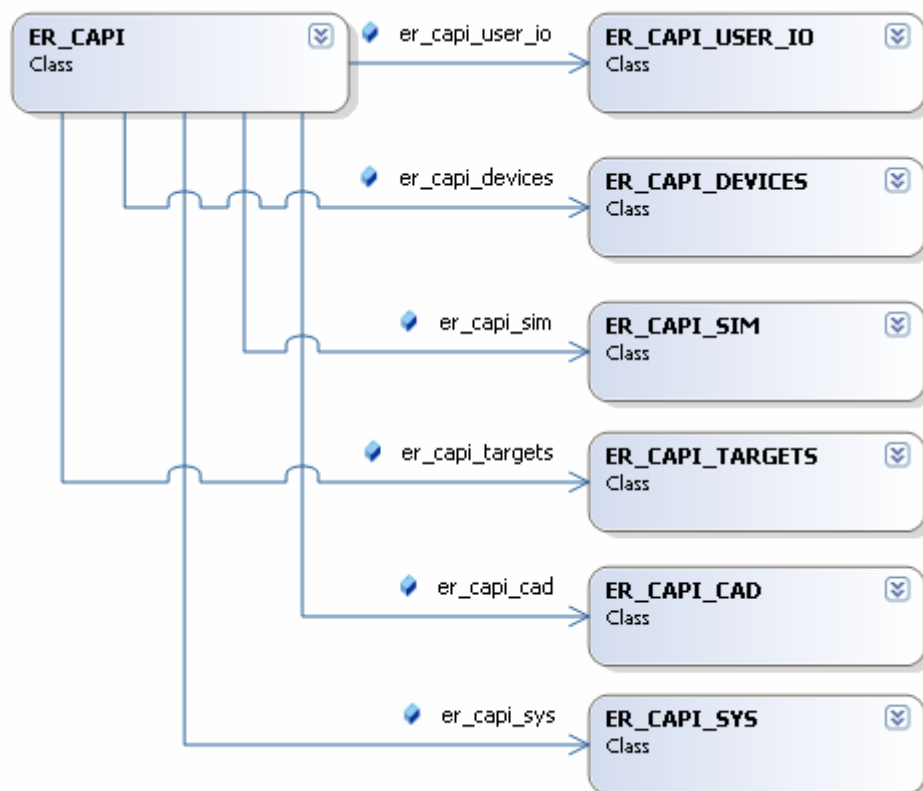 ER_CAPI
Class
er_capi_user_io
ER_CAPI_USER_IO
Class
er_capi_devices
ER_CAPI_DEVICES
Class
er_capi_sim
ER_CAPI_SIM
Class
er_capi_targets
ER_CAPI_TARGETS
Class
er_capi_cad
ER_CAPI_CAD
Class
er_capi_sys
ER_CAPI_SYS
Class